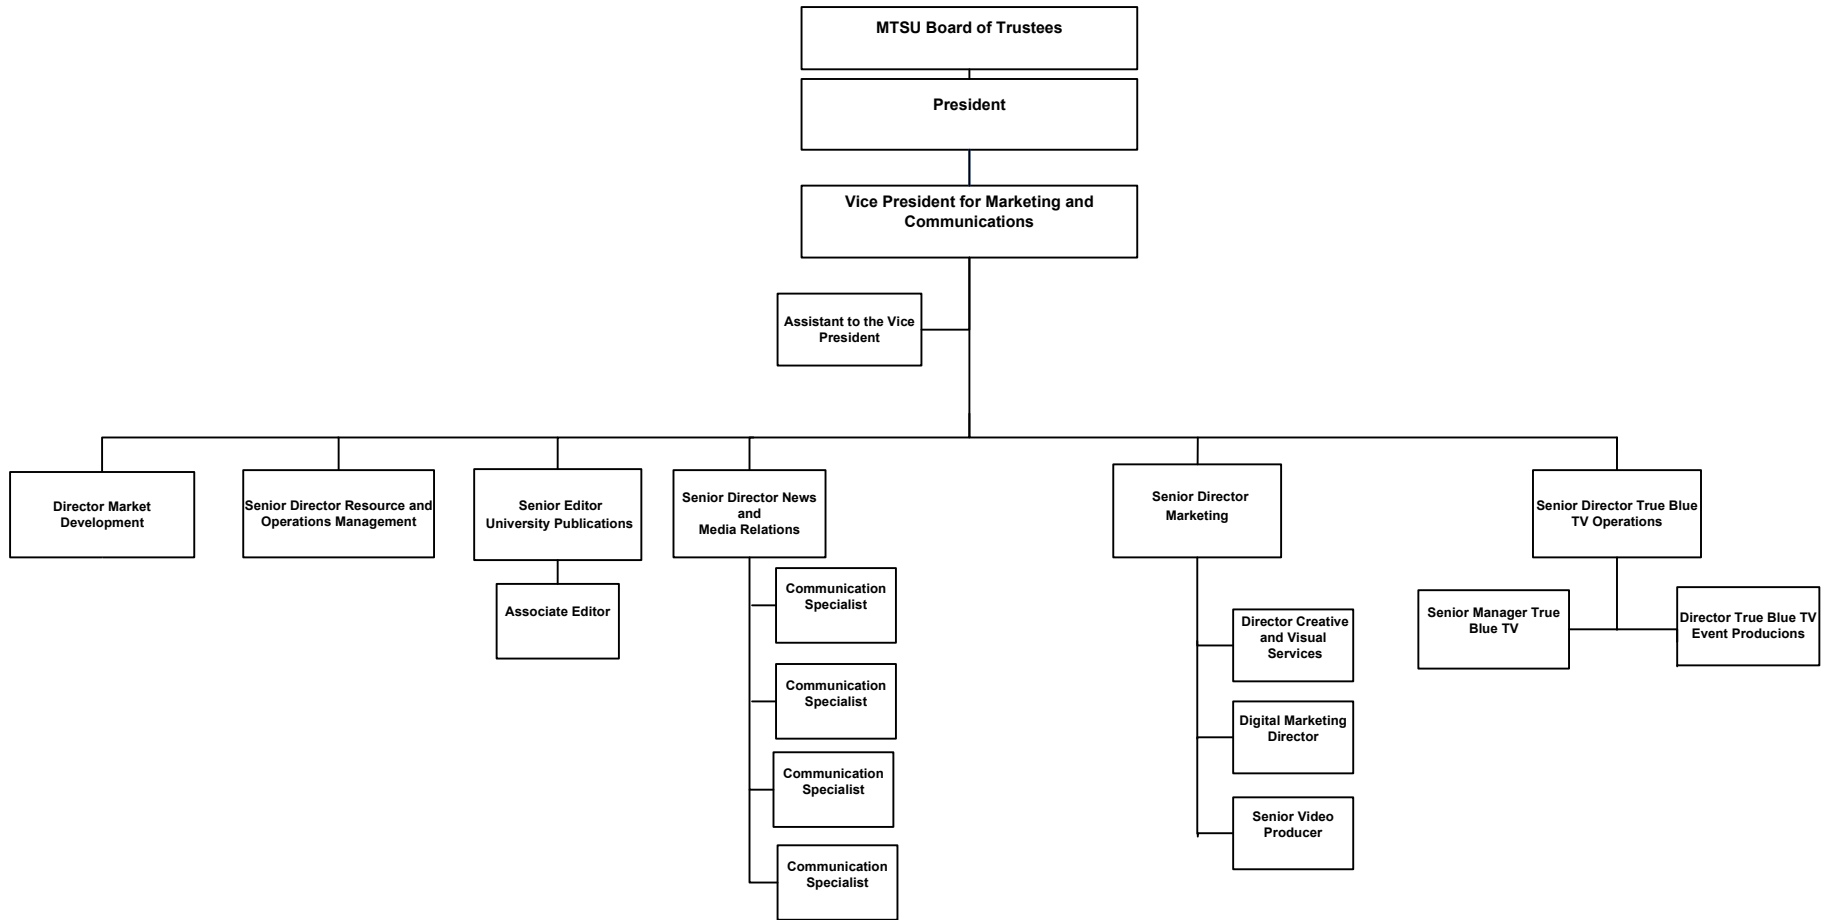 MTSU Board of Trustees
President
Vice President for Marketing and
Communications
Assistant to the Vice
President
Director Market
Development
Senior Director Resource and
Operations Management
Senior Editor
University Publications
Associate Editor
Senior Director News
and
Media Relations
Communication
Specialist
Communication
Specialist
Communication
Specialist
Communication
Specialist
Senior Director
Marketing
Director Creative
and Visual
Services
Digital Marketing
Director
Senior Video
Producer
Senior Director True Blue
TV Operations
Senior Manager True
Blue TV
Director True Blue TV
Event Producions